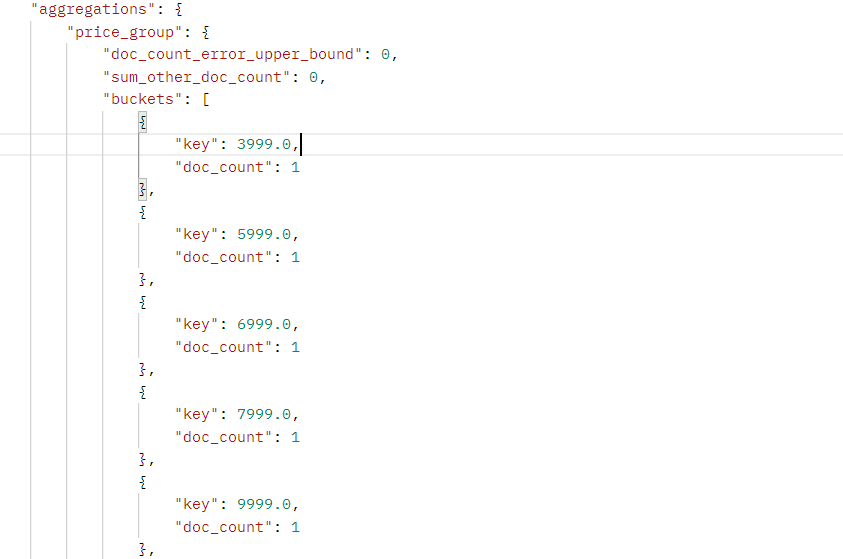 "aggregations": {
"price_group": {
"doc_count_error_upper_bound": 0,
"sum_other_doc_count": 0,
"buckets": [
{
"key": 3999.0,
"doc_count": 1
},
{
"key": 5999.0,
"doc_count": 1
},
{
"key": 6999.0,
"doc_count": 1
},
{
"key": 7999.0,
"doc_count": 1
},
{
"key": 9999.0,
"doc_count": 1
},